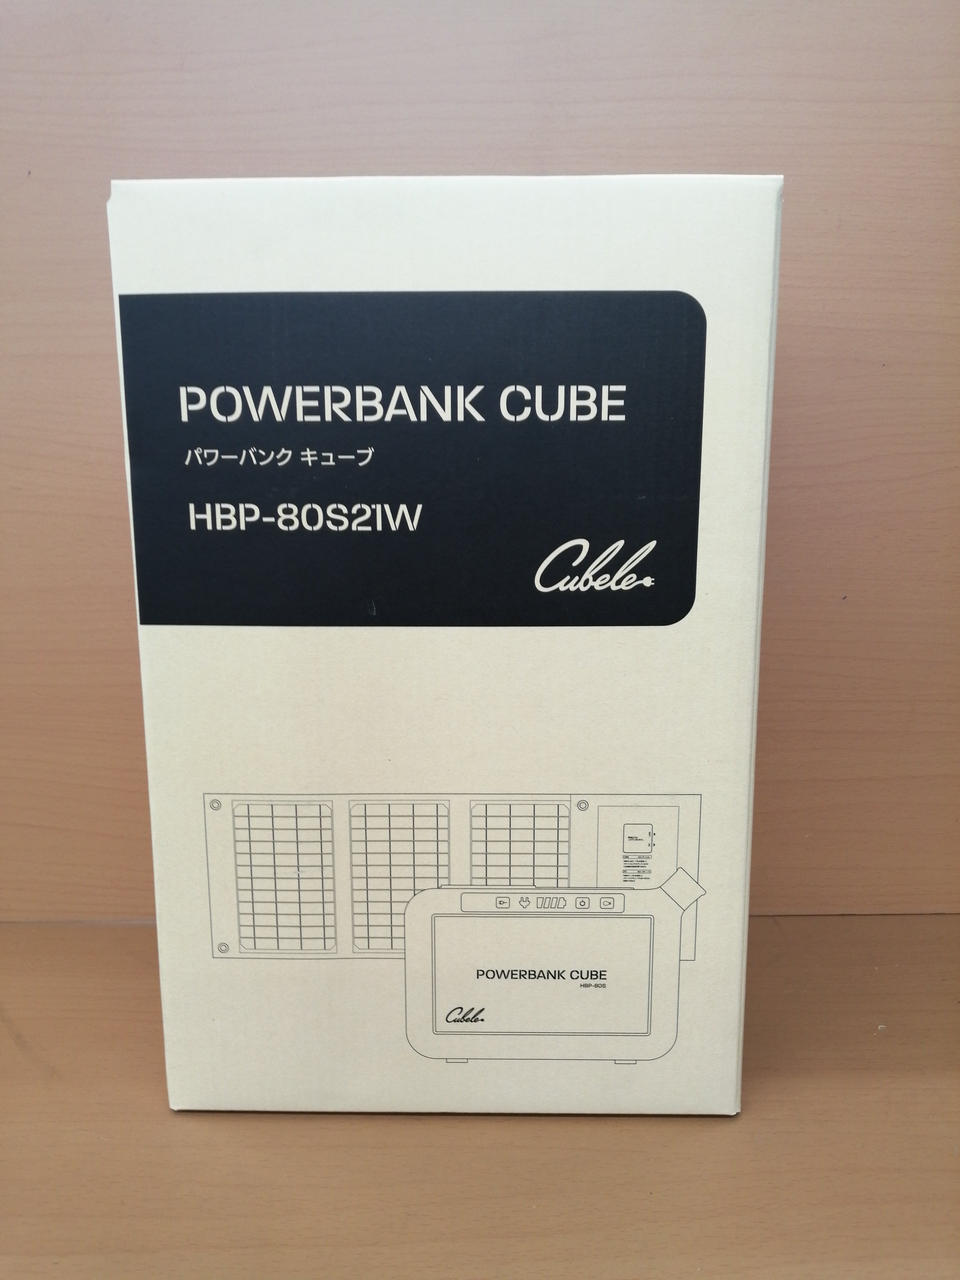 POWERBANK CUBE
パワーバンク キューブ
HBP-80S21W
Cubele
POWERBANK CUBE
HBP-80S
Cubele